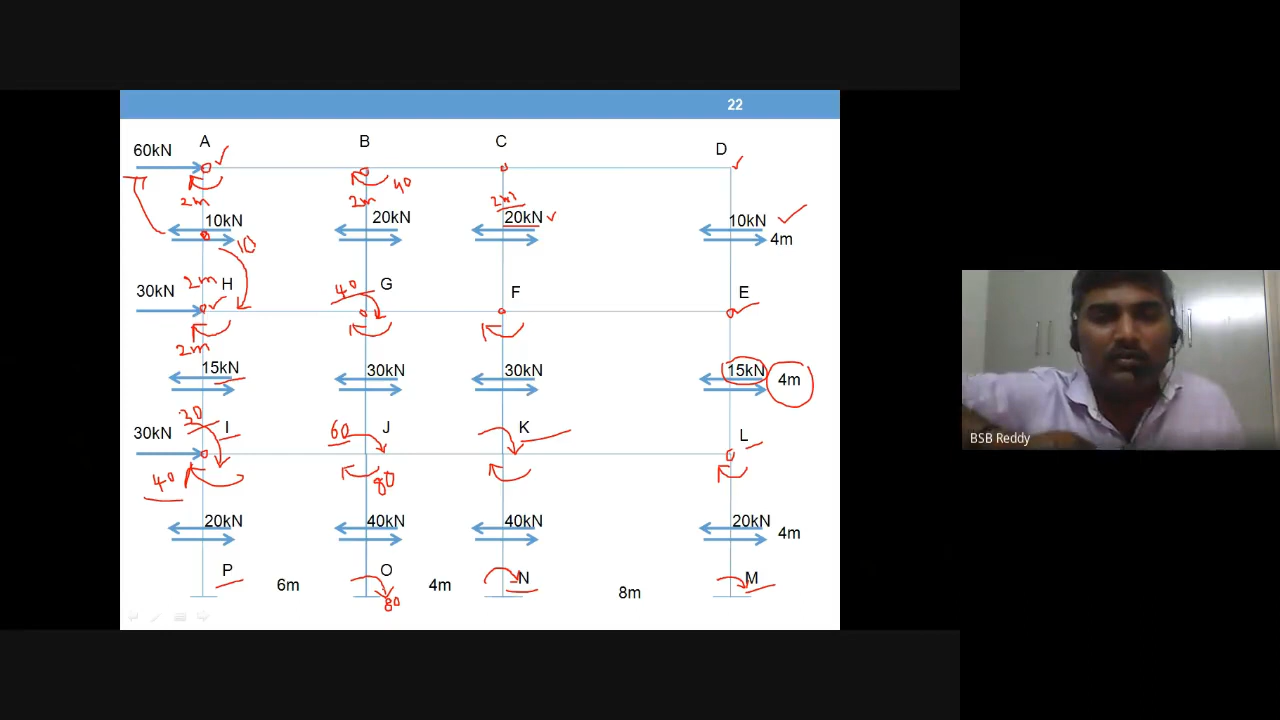 22
A B C D
60kN
40
2m 2m 2m
10kN 20kN 20kN 10kN
10 4m
2m H 40 G F E
30kN
2m
15kN 30kN 30kN 15kN 4m
30 I 60 J K L
30kN
40 80
20kN 40kN 40kN 20kN 4m
P O N M
6m 4m 8m
80
BSB Reddy